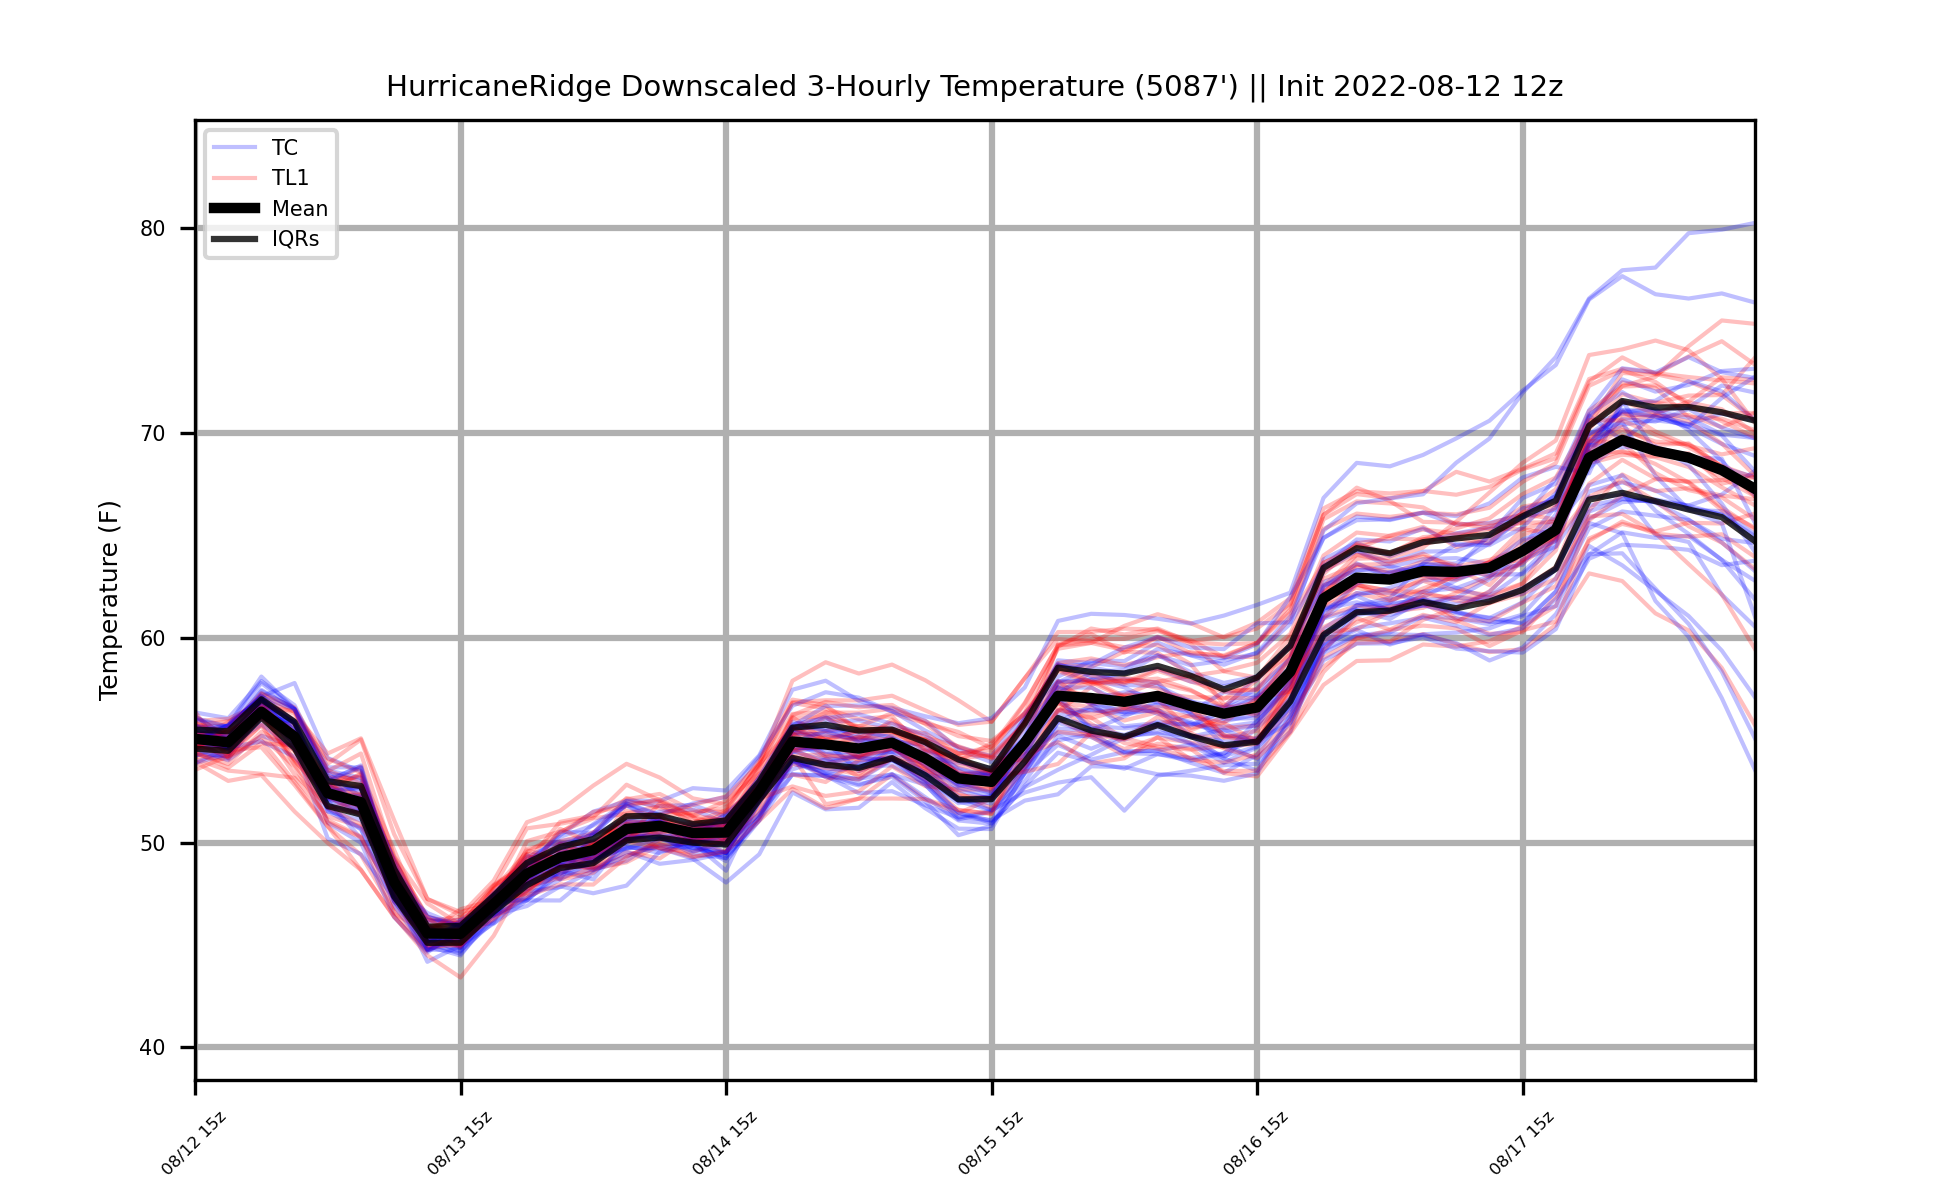 HurricaneRidge Downscaled 3-Hourly Temperature (5087') || Init 2022-08-12 12z
TC
TL1
Mean
IQRs
Temperature (F)
80
70
60
50
40
08/12 15z
08/13 15z
08/14 15z
08/15 15z
08/16 15z
08/17 15z